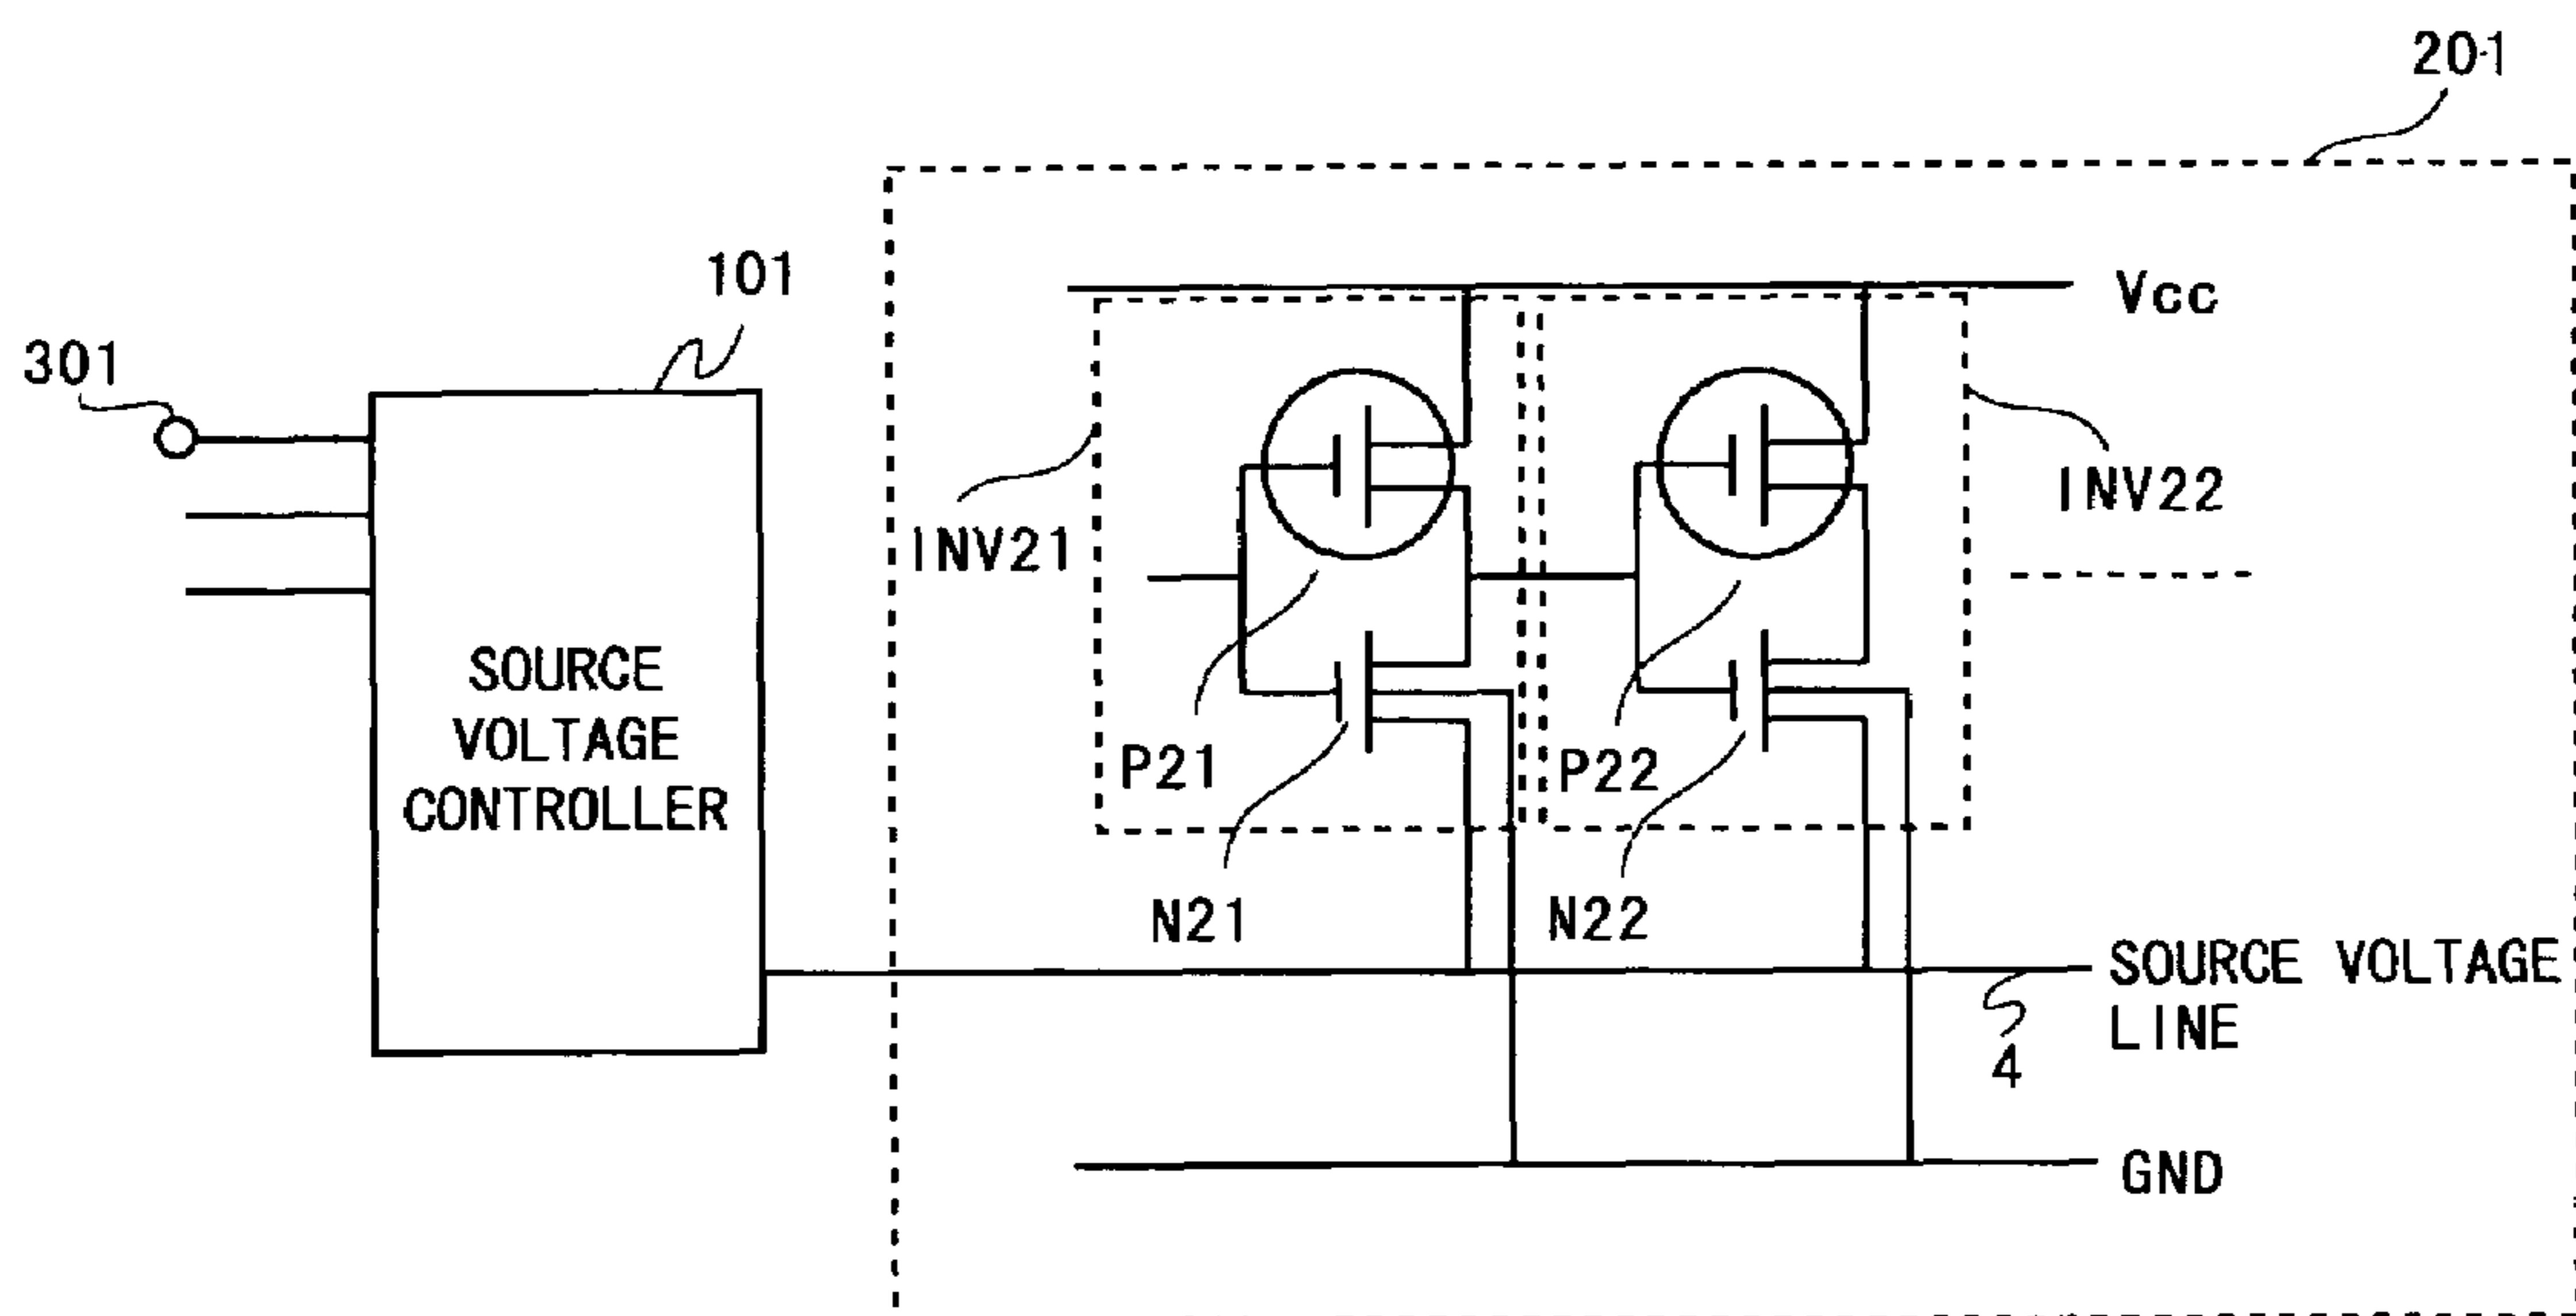 201
101
Vcc
301
INV22
INV21
SOURCE
VOLTAGE
CONTROLLER
P21
P22
N21
N22
SOURCE VOLTAGE
LINE
4
GND